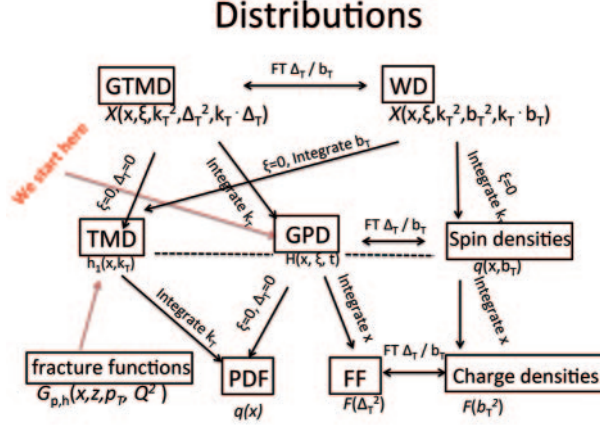 Distributions
FT Δ_T / b_T
GTMD
WD
X(x,ξ,k_T²,Δ_T²,k_T · Δ_T)
X(x,ξ,k_T²,b_T²,k_T · b_T)
We start here
ξ=0, Δ_T=0
Integrate k_T
ξ=0, Integrate b_T
ξ=0
Integrate k_T
TMD
GPD
FT Δ_T / b_T
Spin densities
h₁(x,k_T)
H(x, ξ, t)
q(x,b_T)
Integrate k_T
ξ=0, Δ_T=0
Integrate x
Integrate x
FT Δ_T / b_T
fracture functions
PDF
FF
Charge densities
G_p,h(x,z,p_T, Q²)
q(x)
F(Δ_T²)
F(b_T²)